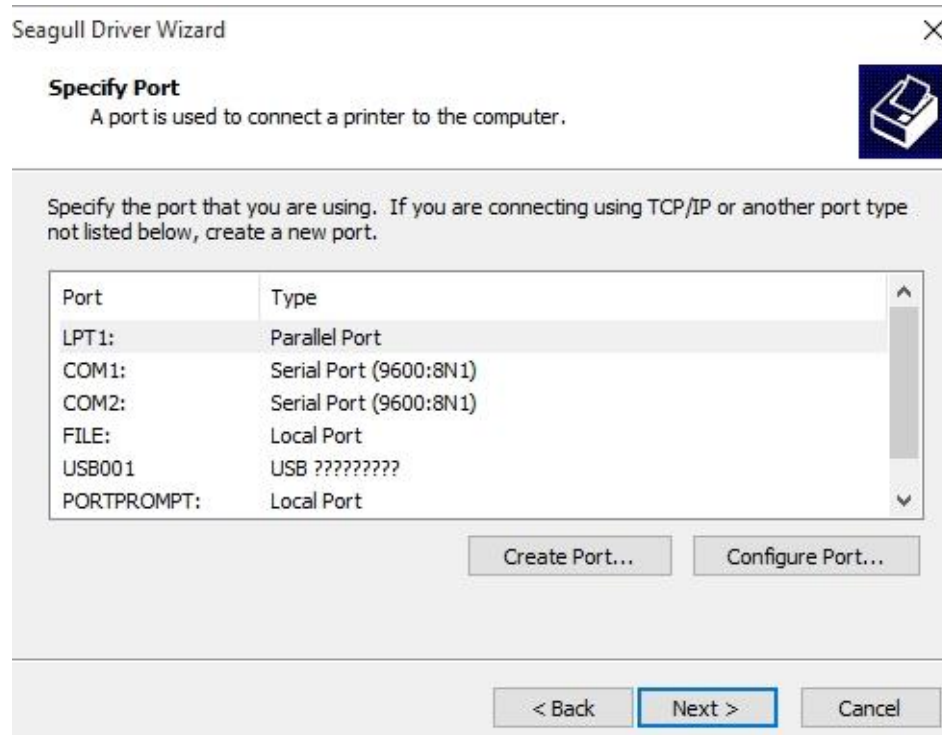 Seagull Driver Wizard
Specify Port
A port is used to connect a printer to the computer.
Specify the port that you are using. If you are connecting using TCP/IP or another port type
not listed below, create a new port.
Port Type
LPT1: Parallel Port
COM1: Serial Port (9600:8N1)
COM2: Serial Port (9600:8N1)
FILE: Local Port
USB001 USB ?????????
PORTPROMPT: Local Port
Create Port... Configure Port...
< Back Next > Cancel